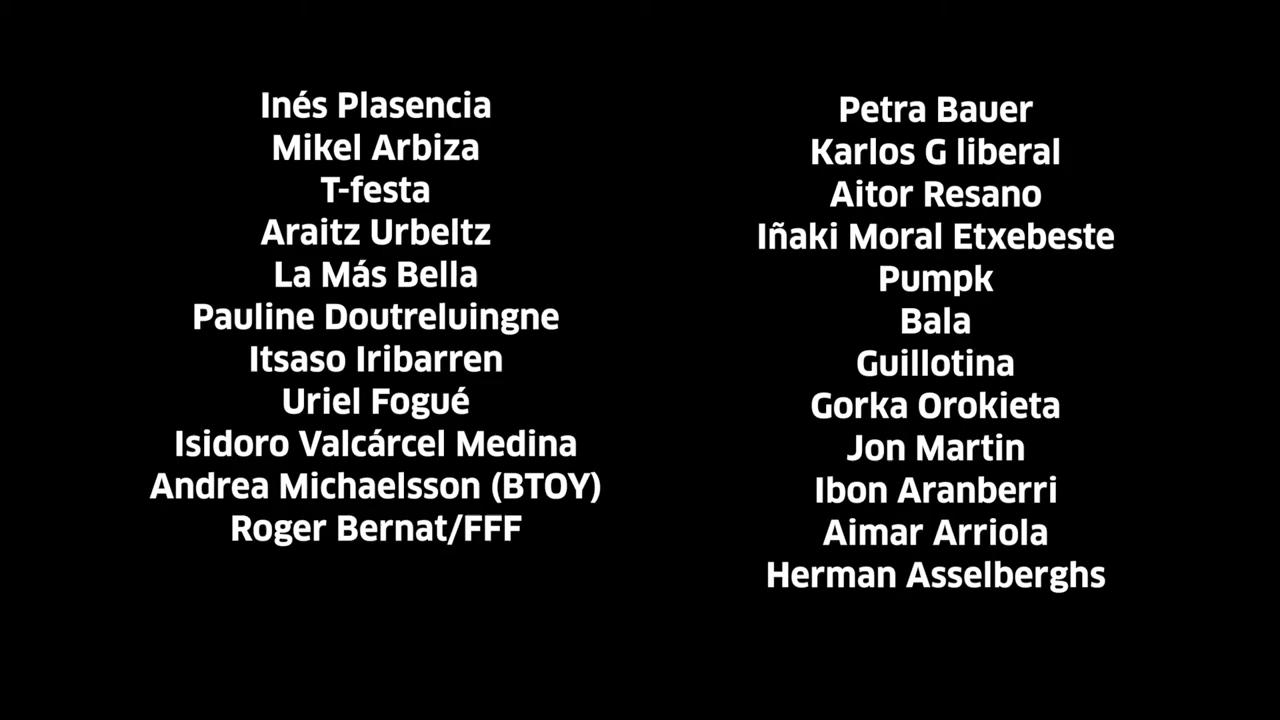 Inés Plasencia
Mikel Arbiza
T-festa
Araitz Urbeltz
La Más Bella
Pauline Doutreluingne
Itsaso Iribarren
Uriel Fogué
Isidoro Valcárcel Medina
Andrea Michaelsson (BTOY)
Roger Bernat/FFF
Petra Bauer
Karlos G liberal
Aitor Resano
Iñaki Moral Etxebeste
Pumpk
Bala
Guillotina
Gorka Orokieta
Jon Martin
Ibon Aranberri
Aimar Arriola
Herman Asselberghs